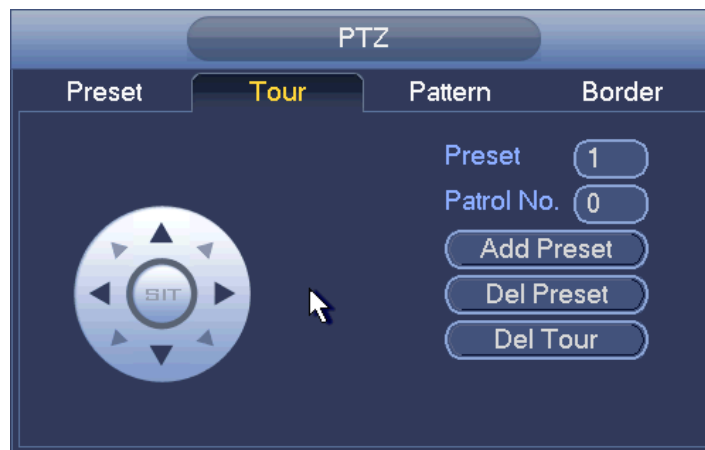 PTZ
Preset Tour Pattern Border
Preset 1
Patrol No. 0
Add Preset
SIT Del Preset
Del Tour